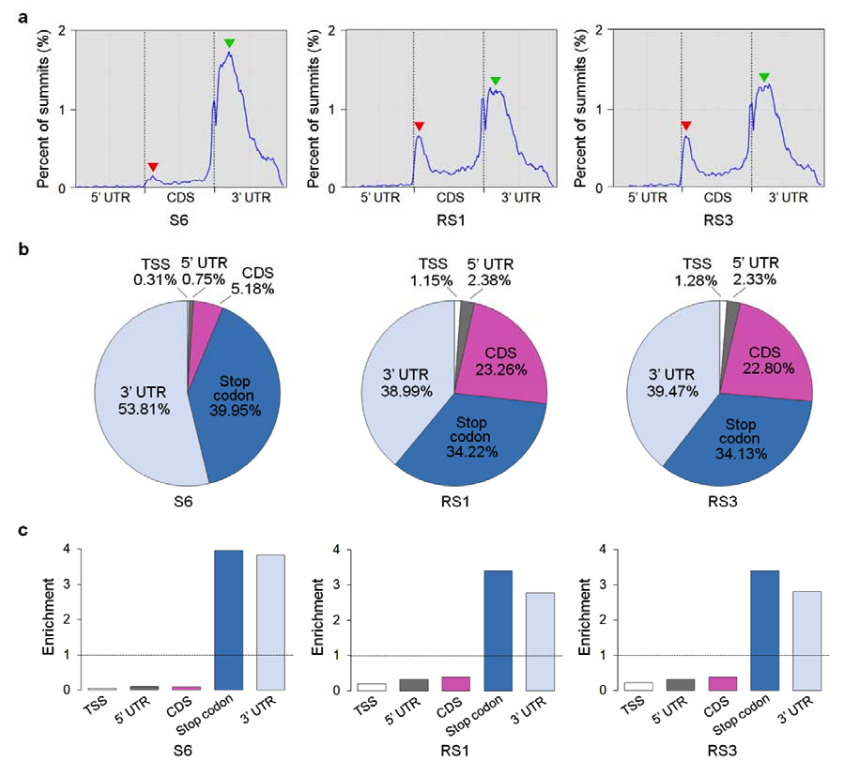 a
Percent of summits (%)
2
1
0
5' UTR CDS 3' UTR
S6
Percent of summits (%)
2
1
0
5' UTR CDS 3' UTR
RS1
Percent of summits (%)
2
1
0
5' UTR CDS 3' UTR
RS3
b
TSS
0.31%
5' UTR
0.75%
CDS
5.18%
3' UTR
53.81%
Stop
codon
39.95%
S6
TSS
1.15%
5' UTR
2.38%
CDS
23.26%
3' UTR
38.99%
Stop
codon
34.22%
RS1
TSS
1.28%
5' UTR
2.33%
CDS
22.80%
3' UTR
39.47%
Stop
codon
34.13%
RS3
c
Enrichment
4
3
2
1
0
TSS 5' UTR CDS Stop codon 3' UTR
S6
Enrichment
4
3
2
1
0
TSS 5' UTR CDS Stop codon 3' UTR
RS1
Enrichment
4
3
2
1
0
TSS 5' UTR CDS Stop codon 3' UTR
RS3